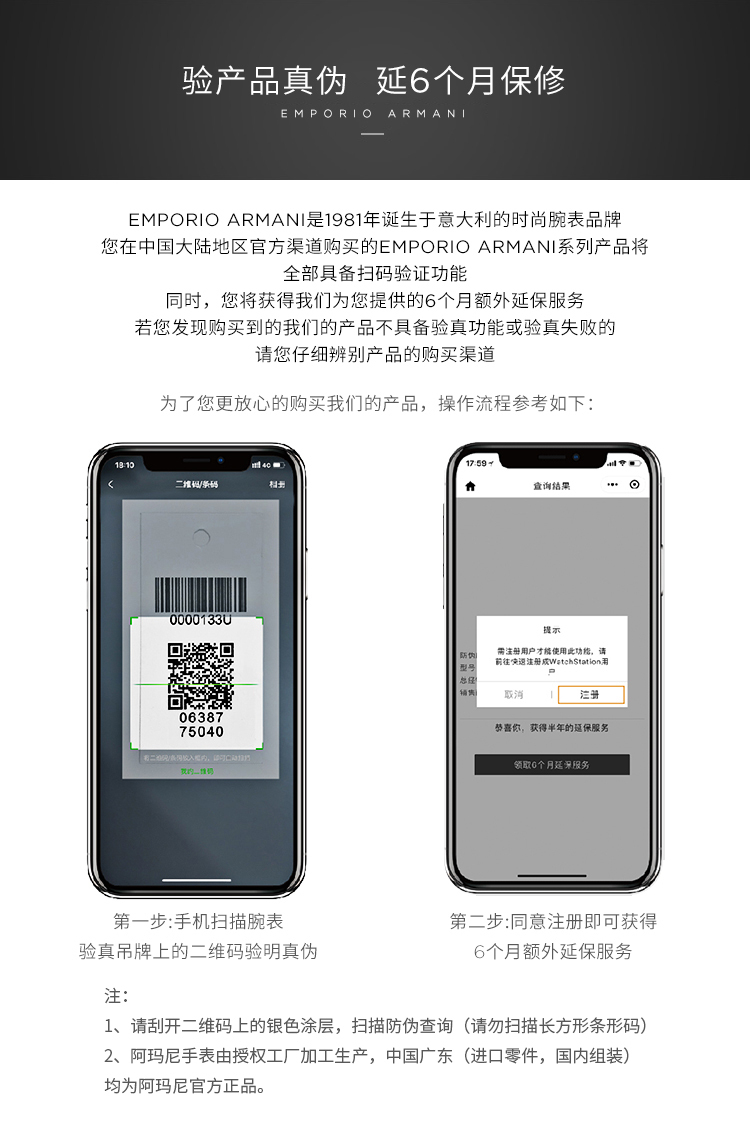 验产品真伪 延6个月保修
EMPORIO ARMANI
EMPORIO ARMANI是1981年诞生于意大利的时尚腕表品牌
您在中国大陆地区官方渠道购买的EMPORIO ARMANI系列产品将
全部具备扫码验证功能
同时，您将获得我们为您提供的6个月额外延保服务
若您发现购买到的我们的产品不具备验真功能或验真失败的
请您仔细辨别产品的购买渠道
为了您更放心的购买我们的产品，操作流程参考如下：
18:10
4G
二维码/条码
相册
0000133U
06387
75040
我的二维码
第一步:手机扫描腕表
验真吊牌上的二维码验明真伪
17:59
查询结果
提示
需注册用户才能使用此功能，请
前往快速注册成WatchStation用
户
取消
注册
防伪
型号
总经
销售
恭喜你，获得半年的延保服务
领取6个月延保服务
第二步:同意注册即可获得
6个月额外延保服务
注：
1、请刮开二维码上的银色涂层，扫描防伪查询（请勿扫描长方形条形码）
2、阿玛尼手表由授权工厂加工生产，中国广东（进口零件，国内组装）
均为阿玛尼官方正品。